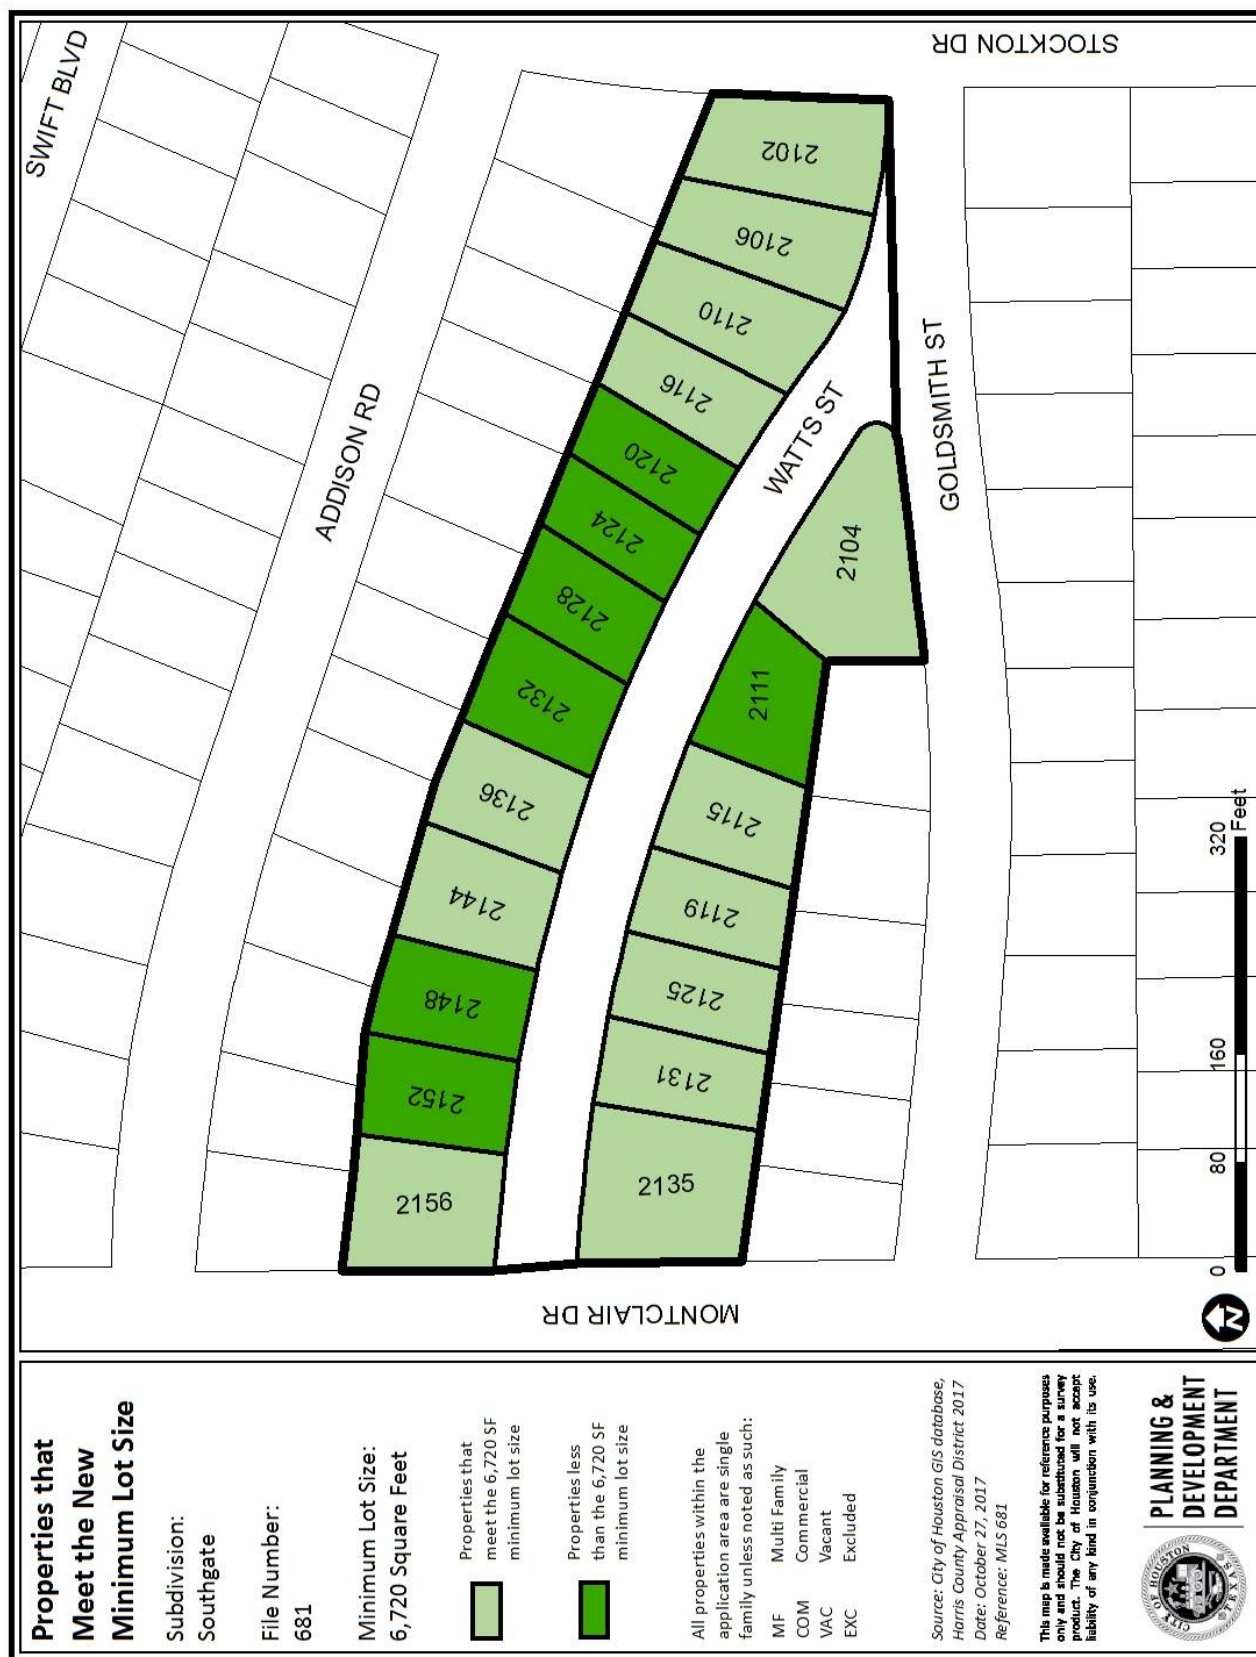 Properties that
Meet the New
Minimum Lot Size
Subdivision:
Southgate
File Number:
681
Minimum Lot Size:
6,720 Square Feet
Properties that
meet the 6,720 SF
minimum lot size
Properties less
than the 6,720 SF
minimum lot size
All properties within the
application area are single
family unless noted as such:
MF Multi Family
COM Commercial
VAC Vacant
EXC Excluded
Source: City of Houston GIS database,
Harris County Appraisal District 2017
Date: October 27, 2017
Reference: MLS 681
This map is made available for reference purposes
only and should not be substituted for a survey
product. The City of Houston will not accept
liability of any kind in conjunction with its use.
CITY OF HOUSTON
TEXAS
PLANNING &
DEVELOPMENT
DEPARTMENT
SWIFT BLVD
ADDISON RD
STOCKTON DR
WATTS ST
GOLDSMITH ST
MONTCLAIR DR
2156
2152
2148
2144
2136
2132
2128
2124
2120
2116
2110
2106
2102
2135
2131
2125
2119
2115
2111
2104
N
0 80 160 320
Feet